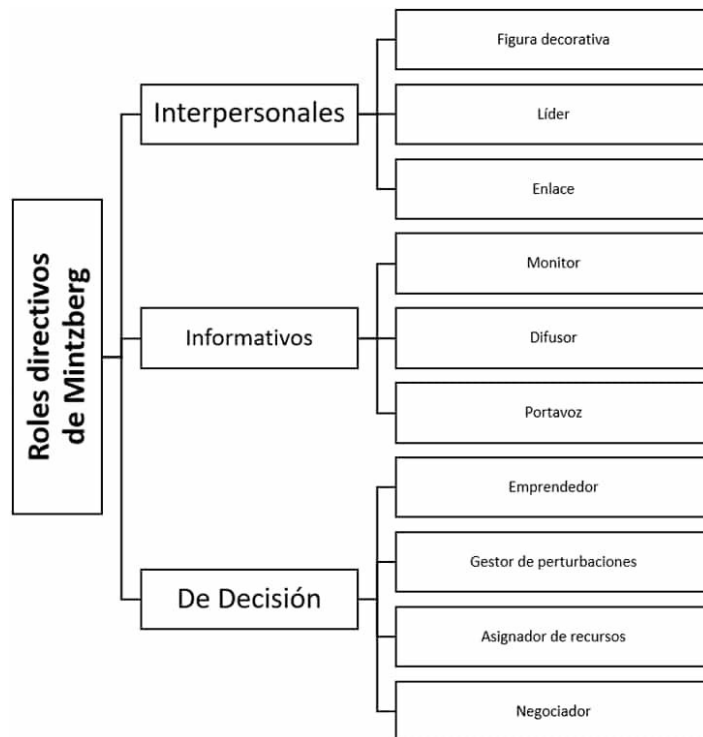 Roles directivos
de Mintzberg
Interpersonales
Figura decorativa
Líder
Enlace
Informativos
Monitor
Difusor
Portavoz
De Decisión
Emprendedor
Gestor de perturbaciones
Asignador de recursos
Negociador